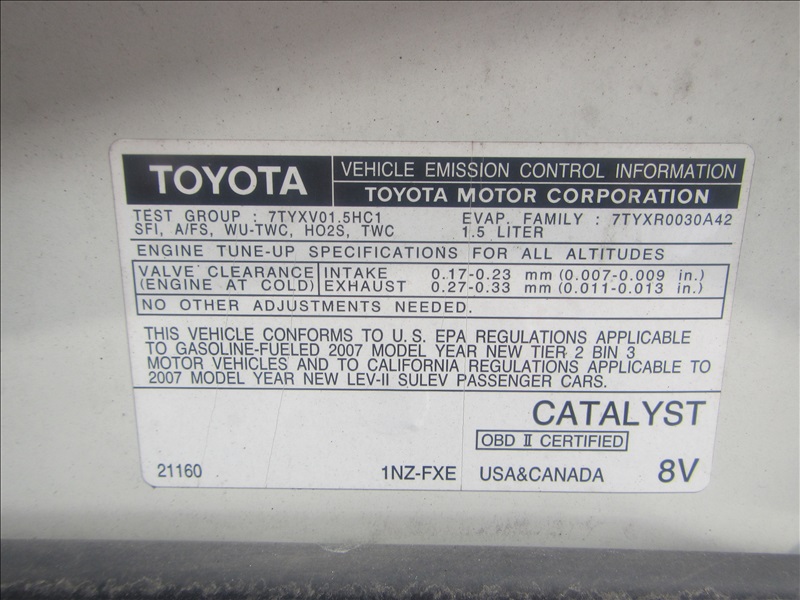 TOYOTA
VEHICLE EMISSION CONTROL INFORMATION
TOYOTA MOTOR CORPORATION
TEST GROUP : 7TYXV01.5HC1 EVAP. FAMILY : 7TYXR0030A42
SFI, A/FS, WU-TWC, HO2S, TWC 1.5 LITER
ENGINE TUNE-UP SPECIFICATIONS FOR ALL ALTITUDES
VALVE CLEARANCE INTAKE 0.17-0.23 mm (0.007-0.009 in.)
(ENGINE AT COLD) EXHAUST 0.27-0.33 mm (0.011-0.013 in.)
NO OTHER ADJUSTMENTS NEEDED.
THIS VEHICLE CONFORMS TO U.S. EPA REGULATIONS APPLICABLE
TO GASOLINE-FUELED 2007 MODEL YEAR NEW TIER 2 BIN 3
MOTOR VEHICLES AND TO CALIFORNIA REGULATIONS APPLICABLE TO
2007 MODEL YEAR NEW LEV-II SULEV PASSENGER CARS.
CATALYST
OBD II CERTIFIED
21160 1NZ-FXE USA&CANADA 8V